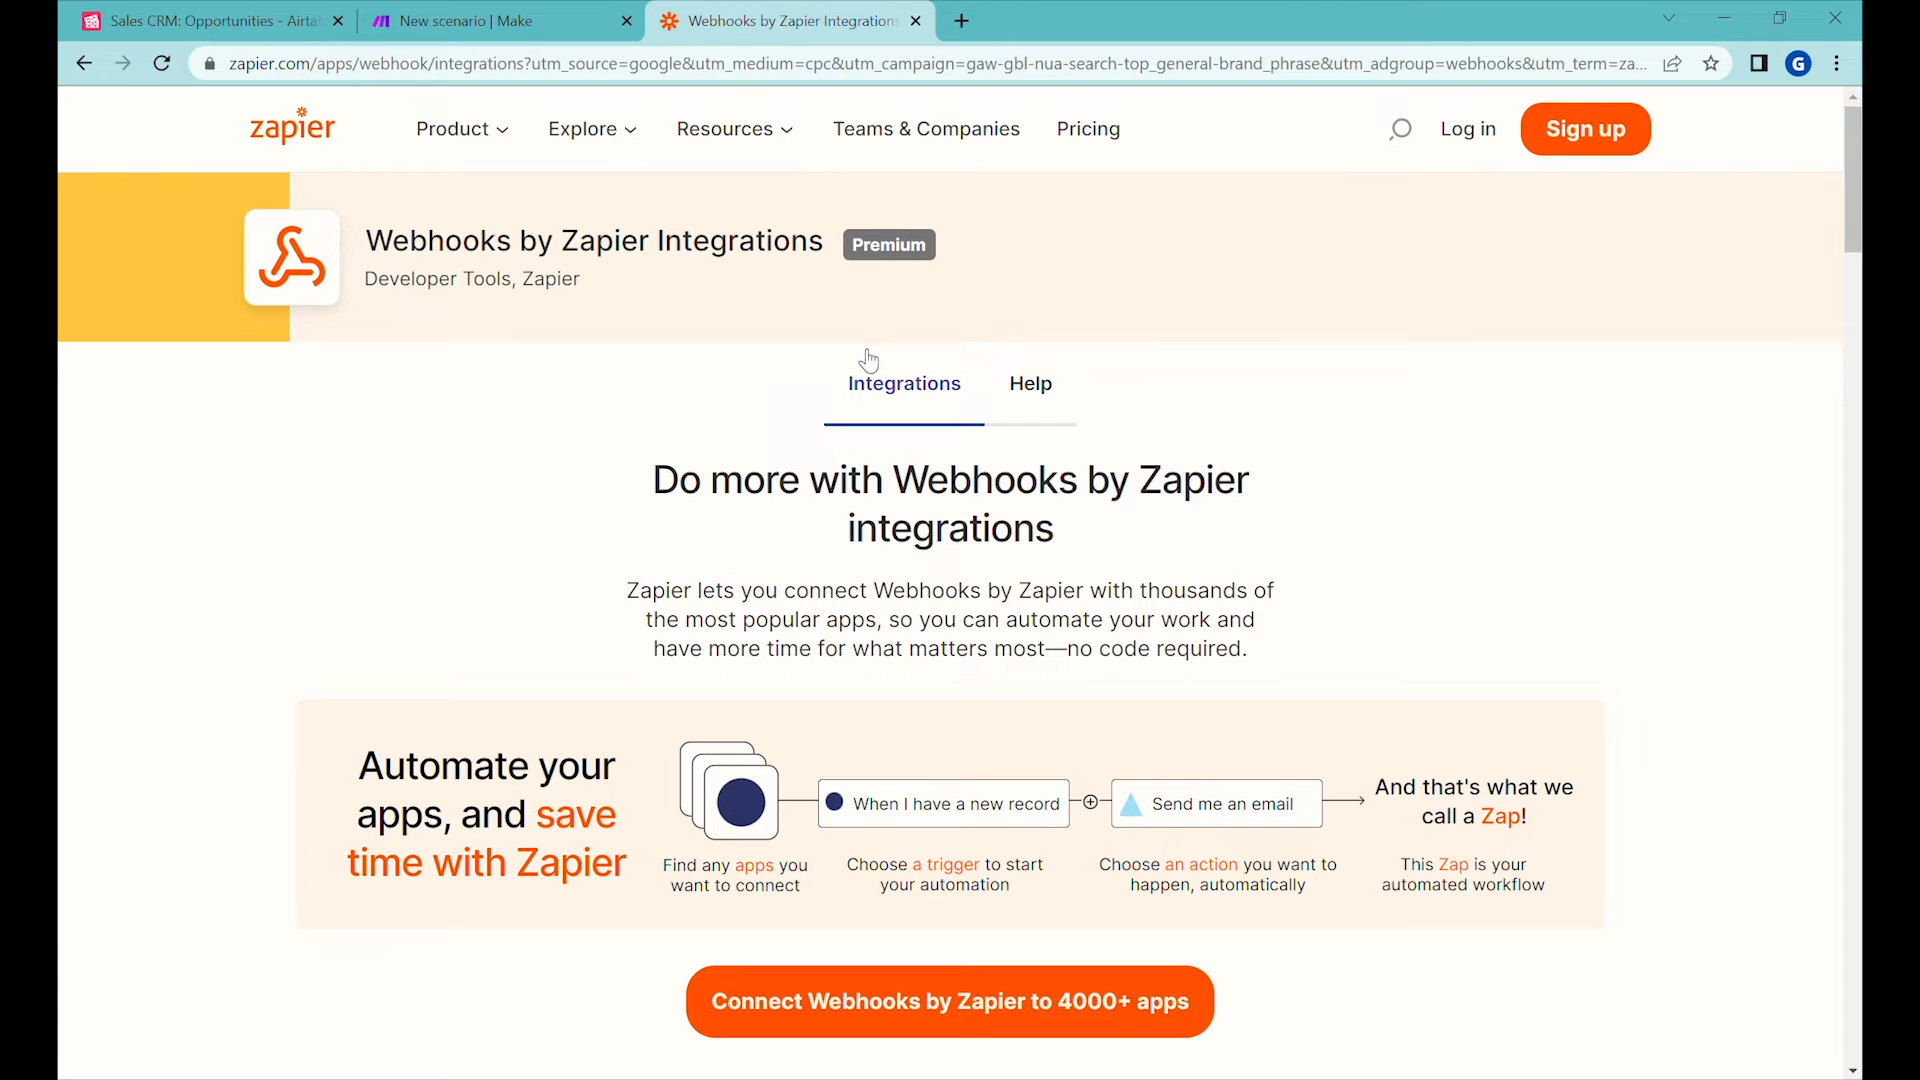 Sales CRM: Opportunities - Airta
New scenario | Make
Webhooks by Zapier Integrations
zapier.com/apps/webhook/integrations?utm_source=google&utm_medium=cpc&utm_campaign=gaw-gbl-nua-search-top_general-brand_phrase&utm_adgroup=webhooks&utm_term=za...
G
zapier
Product
Explore
Resources
Teams & Companies
Pricing
Log in
Sign up
Webhooks by Zapier Integrations
Premium
Developer Tools, Zapier
Integrations
Help
Do more with Webhooks by Zapier
integrations
Zapier lets you connect Webhooks by Zapier with thousands of
the most popular apps, so you can automate your work and
have more time for what matters most—no code required.
Automate your
apps, and save
time with Zapier
Find any apps you
want to connect
When I have a new record
Choose a trigger to start
your automation
Send me an email
Choose an action you want to
happen, automatically
And that's what we
call a Zap!
This Zap is your
automated workflow
Connect Webhooks by Zapier to 4000+ apps